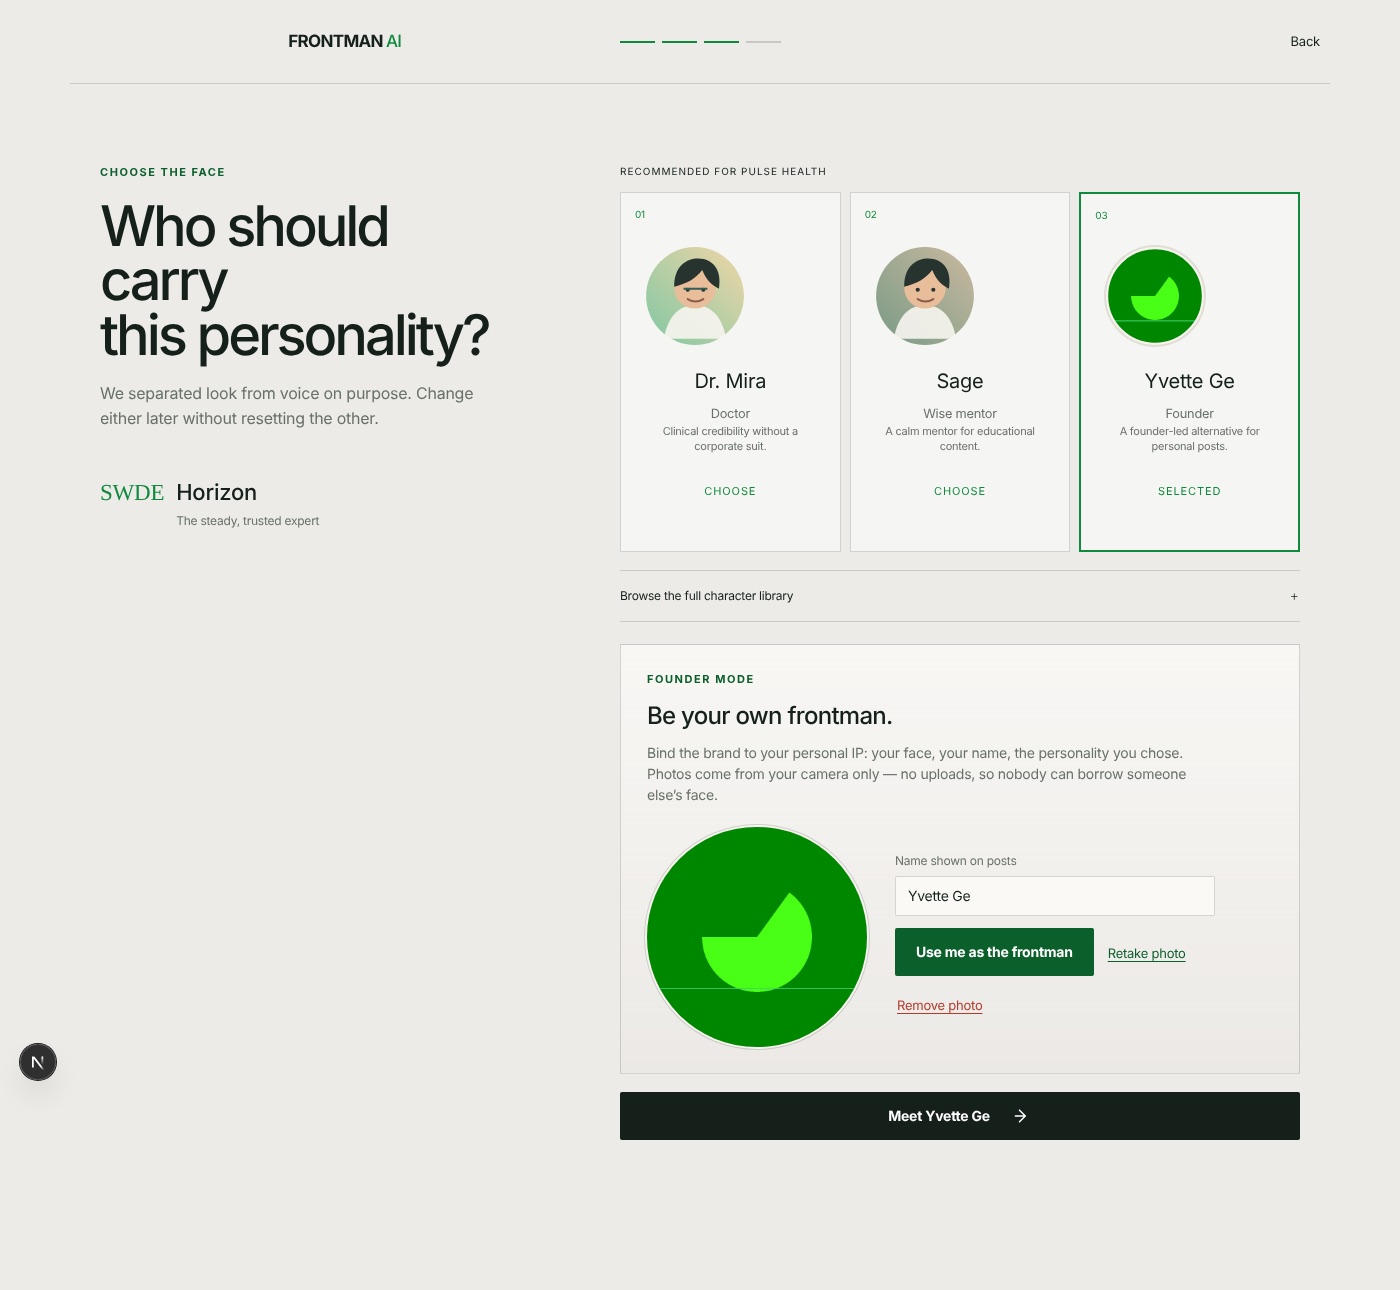 FRONTMAN AI
Back
CHOOSE THE FACE
Who should
carry
this personality?
We separated look from voice on purpose. Change
either later without resetting the other.
SWDE Horizon
The steady, trusted expert
RECOMMENDED FOR PULSE HEALTH
01
Dr. Mira
Doctor
Clinical credibility without a
corporate suit.
CHOOSE
02
Sage
Wise mentor
A calm mentor for educational
content.
CHOOSE
03
Yvette Ge
Founder
A founder-led alternative for
personal posts.
SELECTED
Browse the full character library +
FOUNDER MODE
Be your own frontman.
Bind the brand to your personal IP: your face, your name, the personality you chose.
Photos come from your camera only — no uploads, so nobody can borrow someone
else’s face.
Name shown on posts
Yvette Ge
Use me as the frontman
Retake photo
Remove photo
N
Meet Yvette Ge →